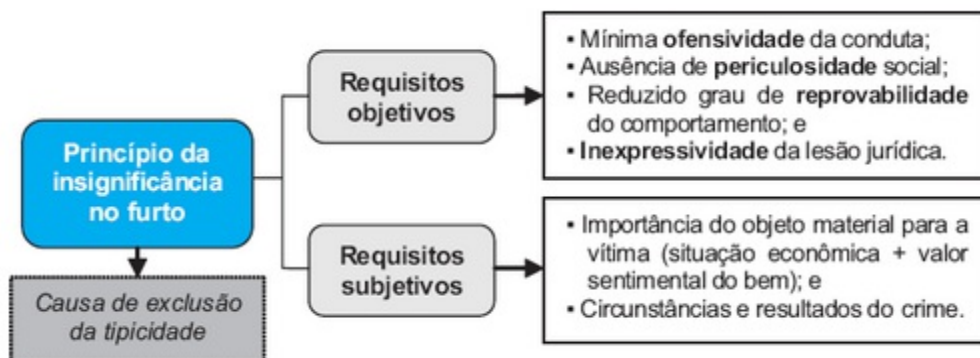 Princípio da
insignificância
no furto
Causa de exclusão
da tipicidade
Requisitos
objetivos
▪ Mínima ofensividade da conduta;
▪ Ausência de periculosidade social;
▪ Reduzido grau de reprovabilidade
do comportamento; e
▪ Inexpressividade da lesão jurídica.
Requisitos
subjetivos
▪ Importância do objeto material para a
vítima (situação econômica + valor
sentimental do bem); e
▪ Circunstâncias e resultados do crime.